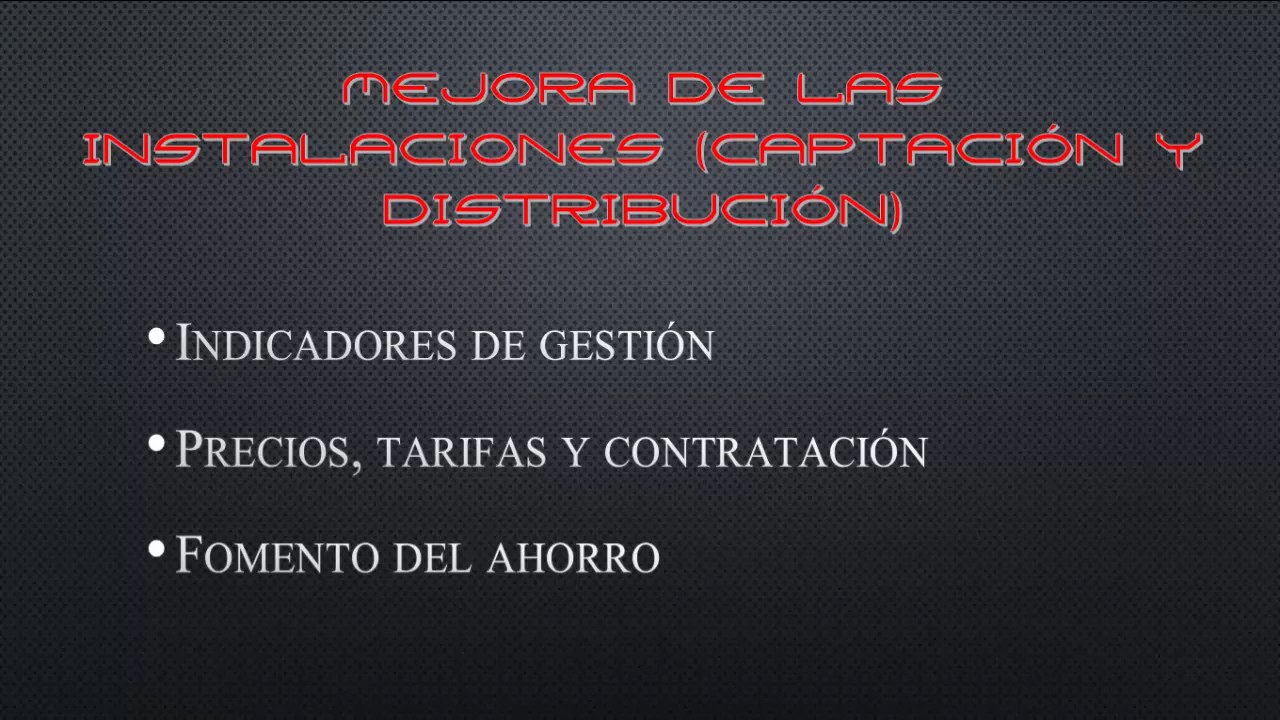 MEJORA DE LAS
INSTALACIONES (CAPTACIÓN Y
DISTRIBUCIÓN)
• INDICADORES DE GESTIÓN
• PRECIOS, TARIFAS Y CONTRATACIÓN
• FOMENTO DEL AHORRO